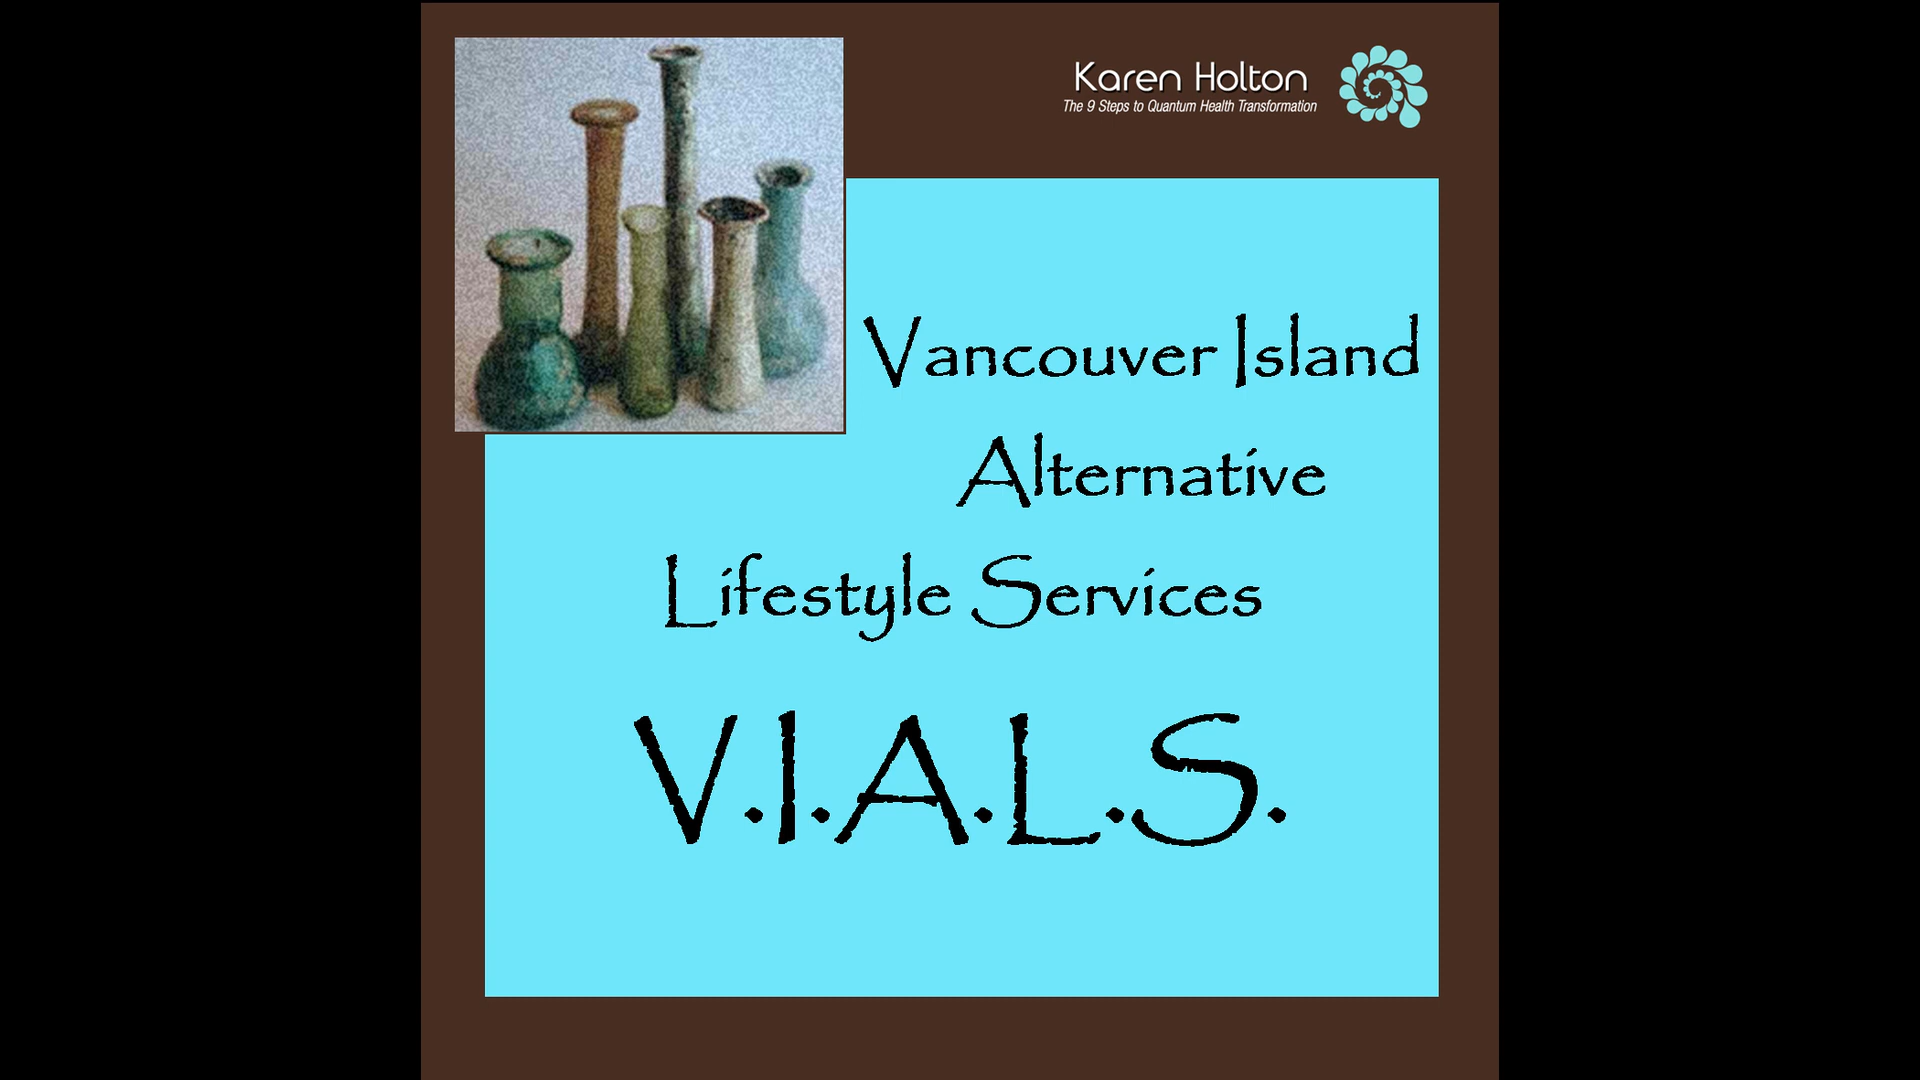 Karen Holton
The 9 Steps to Quantum Health Transformation
Vancouver Island
Alternative
Lifestyle Services
V.I.A.L.S.